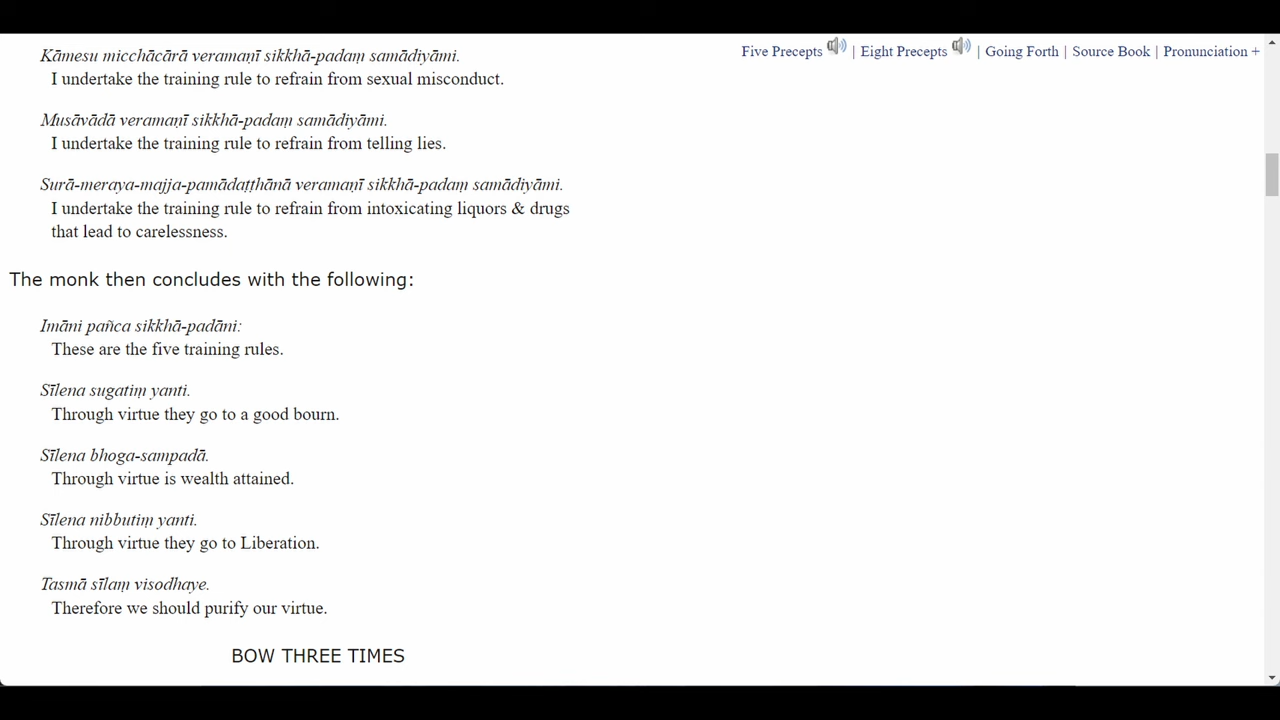 Five Precepts | Eight Precepts | Going Forth | Source Book | Pronunciation +
Kāmesu micchācārā veramaṇī sikkhā-padaṃ samādiyāmi.
I undertake the training rule to refrain from sexual misconduct.
Musāvādā veramaṇī sikkhā-padaṃ samādiyāmi.
I undertake the training rule to refrain from telling lies.
Surā-meraya-majja-pamādaṭṭhānā veramaṇī sikkhā-padaṃ samādiyāmi.
I undertake the training rule to refrain from intoxicating liquors & drugs
that lead to carelessness.
The monk then concludes with the following:
Imāni pañca sikkhā-padāni:
These are the five training rules.
Sīlena sugatiṃ yanti.
Through virtue they go to a good bourn.
Sīlena bhoga-sampadā.
Through virtue is wealth attained.
Sīlena nibbutiṃ yanti.
Through virtue they go to Liberation.
Tasmā sīlaṃ visodhaye.
Therefore we should purify our virtue.
BOW THREE TIMES